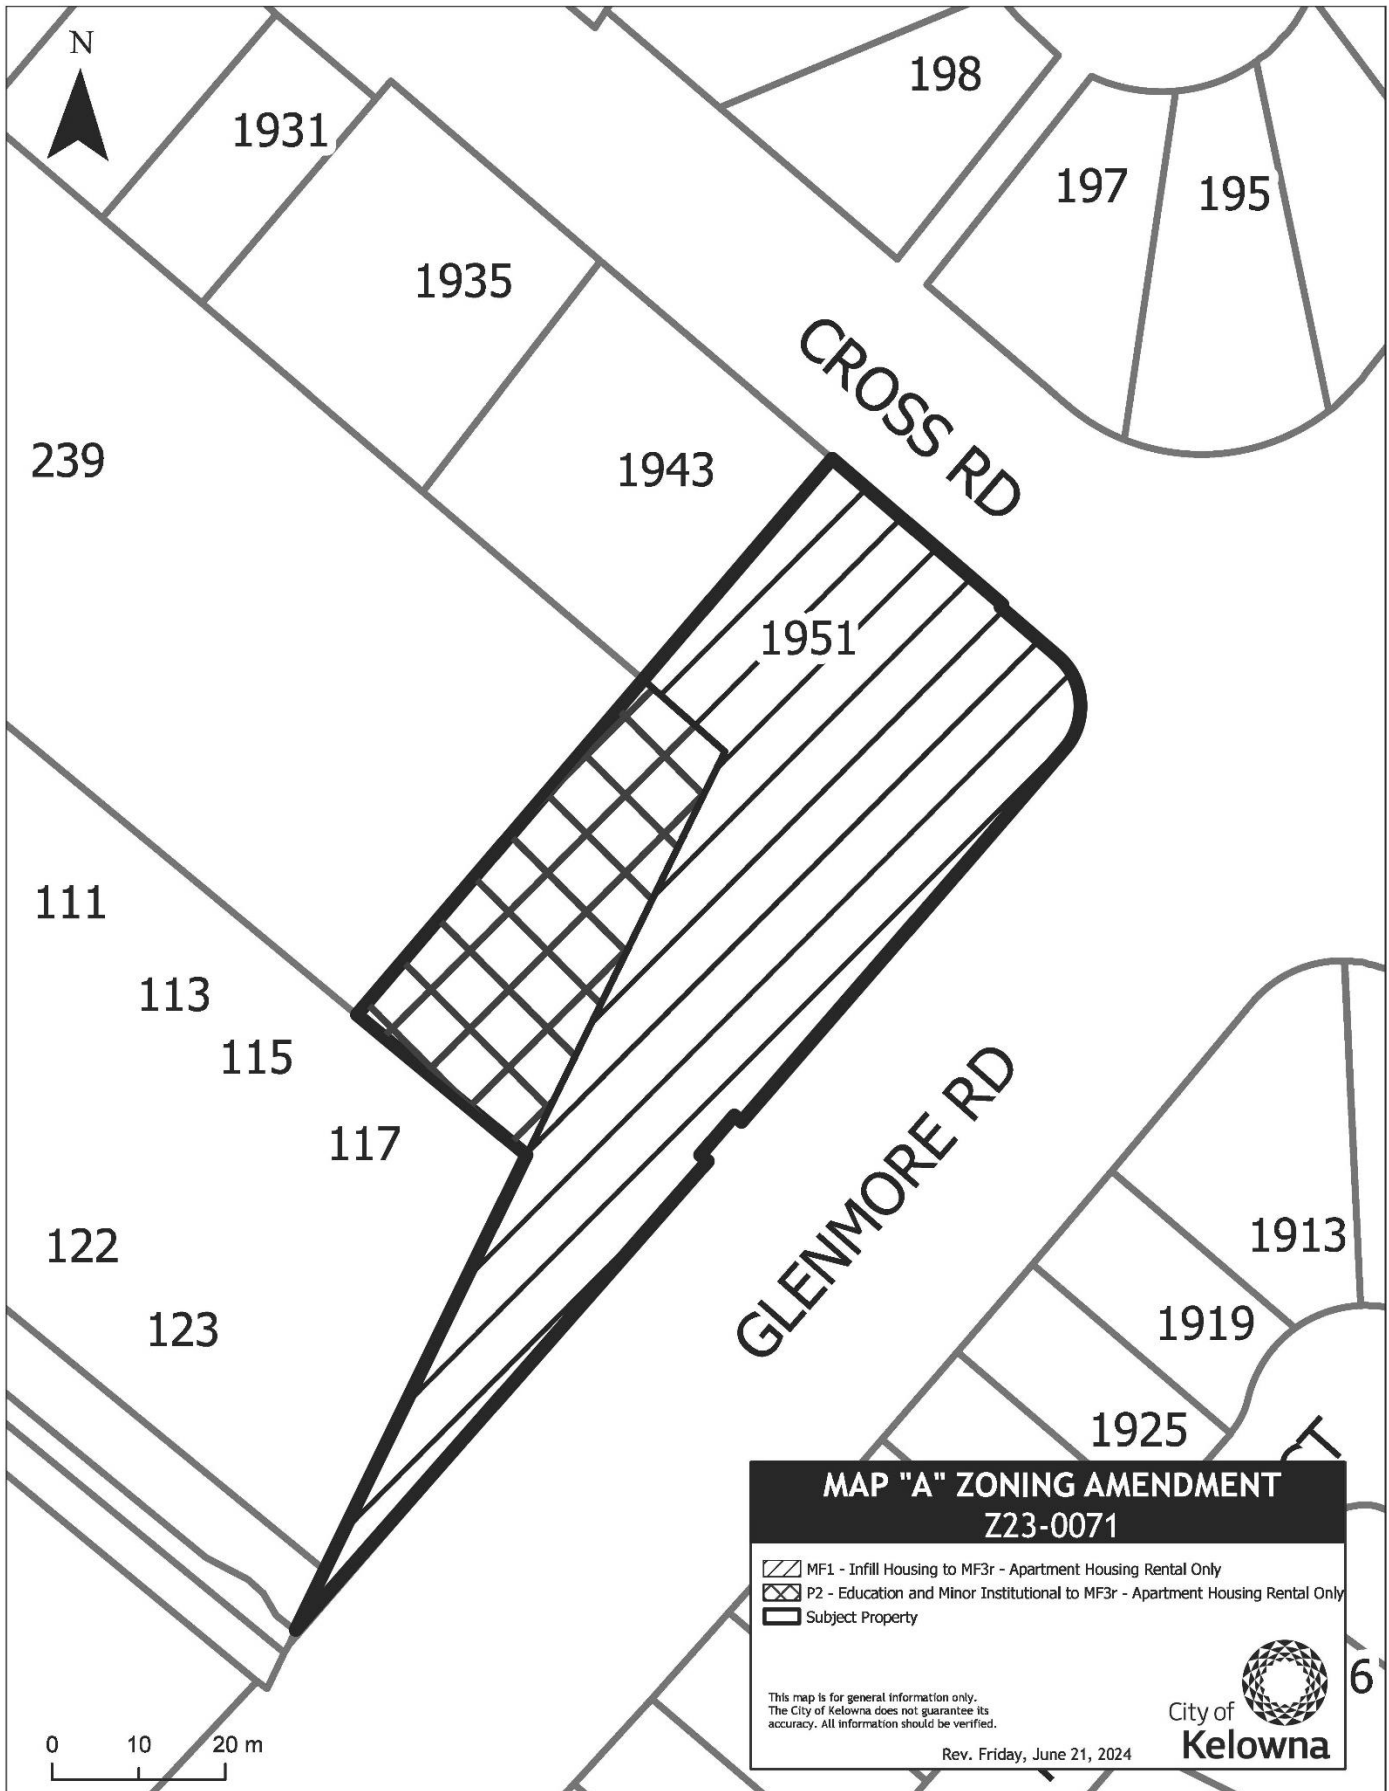 N
198
1931
197
195
1935
CROSS RD
239
1943
1951
111
113
115
117
GLENMORE RD
122
1913
123
1919
1925
CT
MAP "A" ZONING AMENDMENT
Z23-0071
MF1 - Infill Housing to MF3r - Apartment Housing Rental Only
P2 - Education and Minor Institutional to MF3r - Apartment Housing Rental Only
Subject Property
6
This map is for general information only.
The City of Kelowna does not guarantee its
accuracy. All information should be verified.
City of
Kelowna
Rev. Friday, June 21, 2024
0 10 20 m